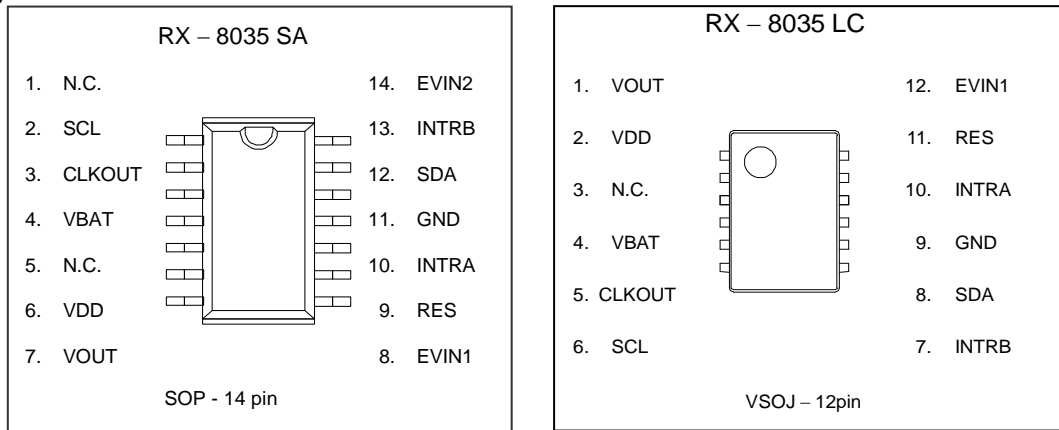 RX – 8035 SA
1. N.C.
2. SCL
3. CLKOUT
4. VBAT
5. N.C.
6. VDD
7. VOUT
14. EVIN2
13. INTRB
12. SDA
11. GND
10. INTRA
9. RES
8. EVIN1
SOP - 14 pin
RX – 8035 LC
1. VOUT
2. VDD
3. N.C.
4. VBAT
5. CLKOUT
6. SCL
12. EVIN1
11. RES
10. INTRA
9. GND
8. SDA
7. INTRB
VSOJ – 12pin